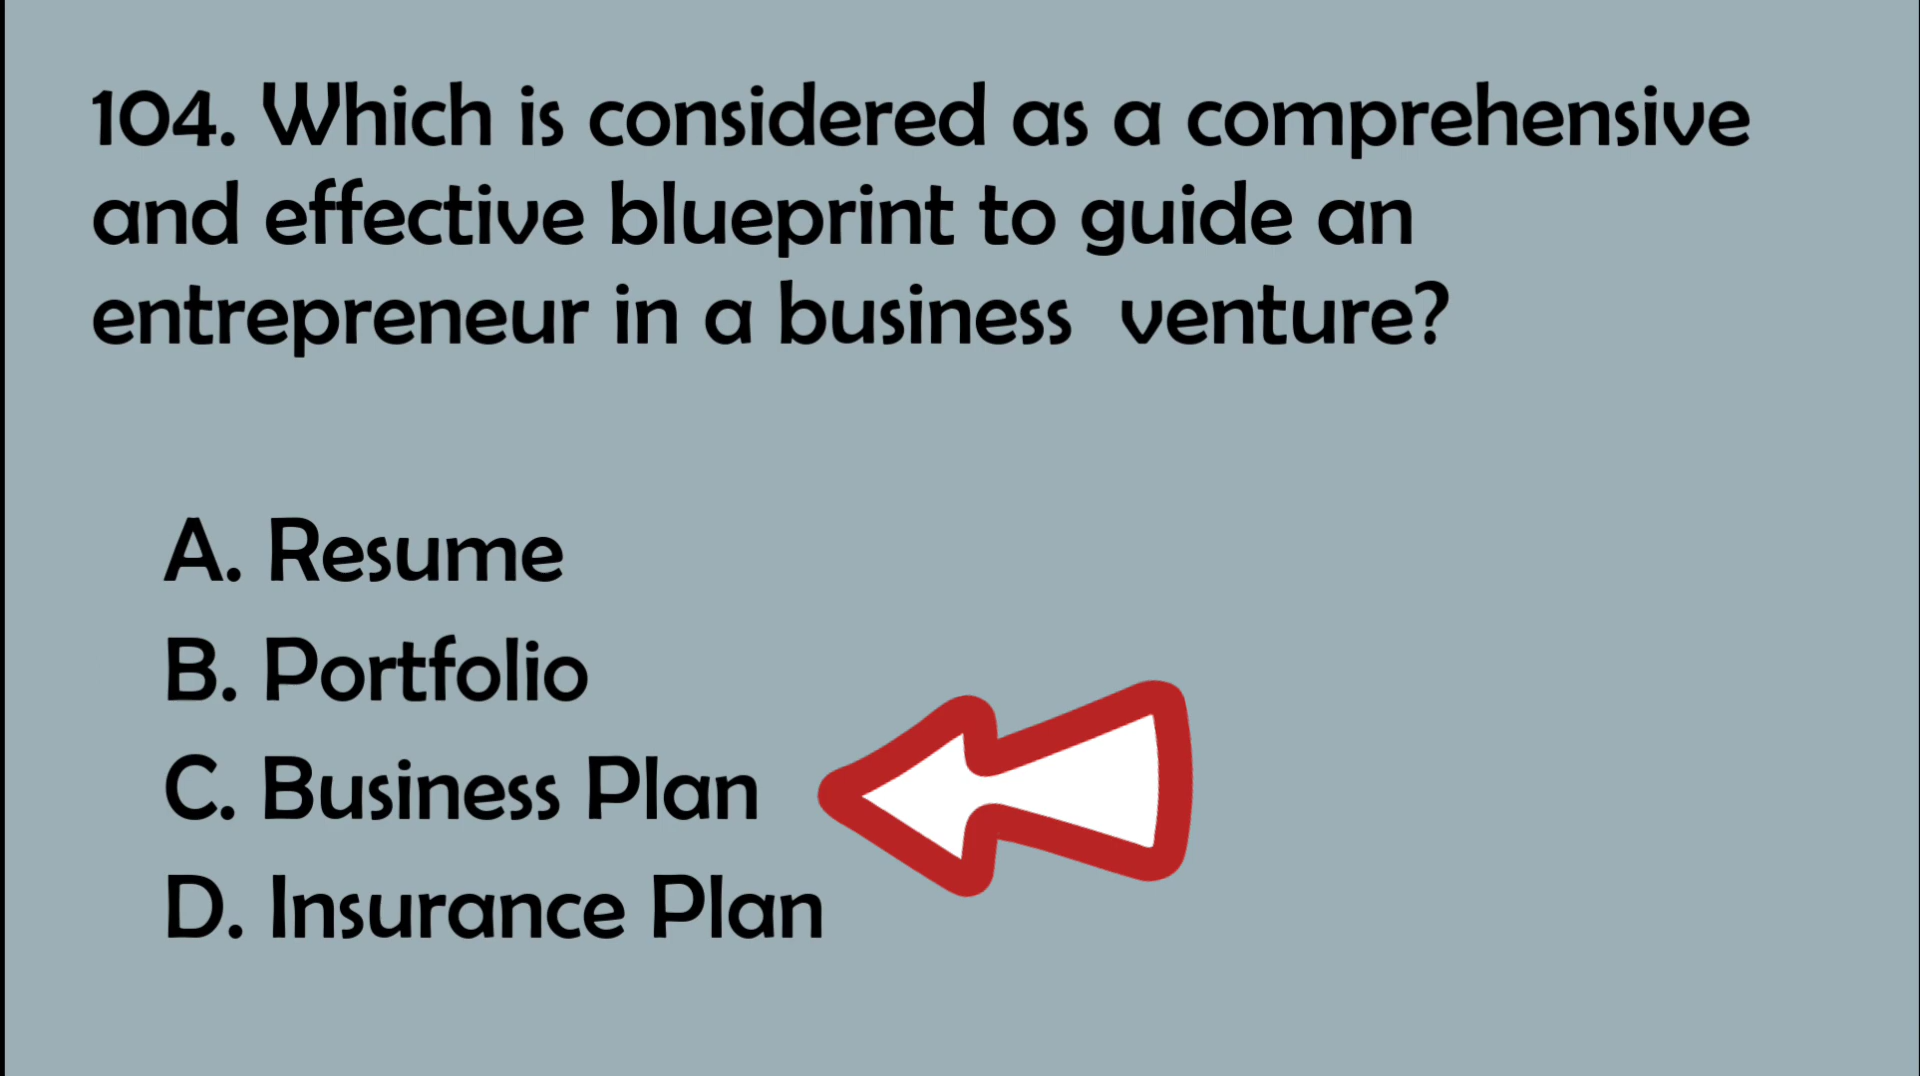 104. Which is considered as a comprehensive
and effective blueprint to guide an
entrepreneur in a business  venture?
A. Resume
B. Portfolio
C. Business Plan
D. Insurance Plan